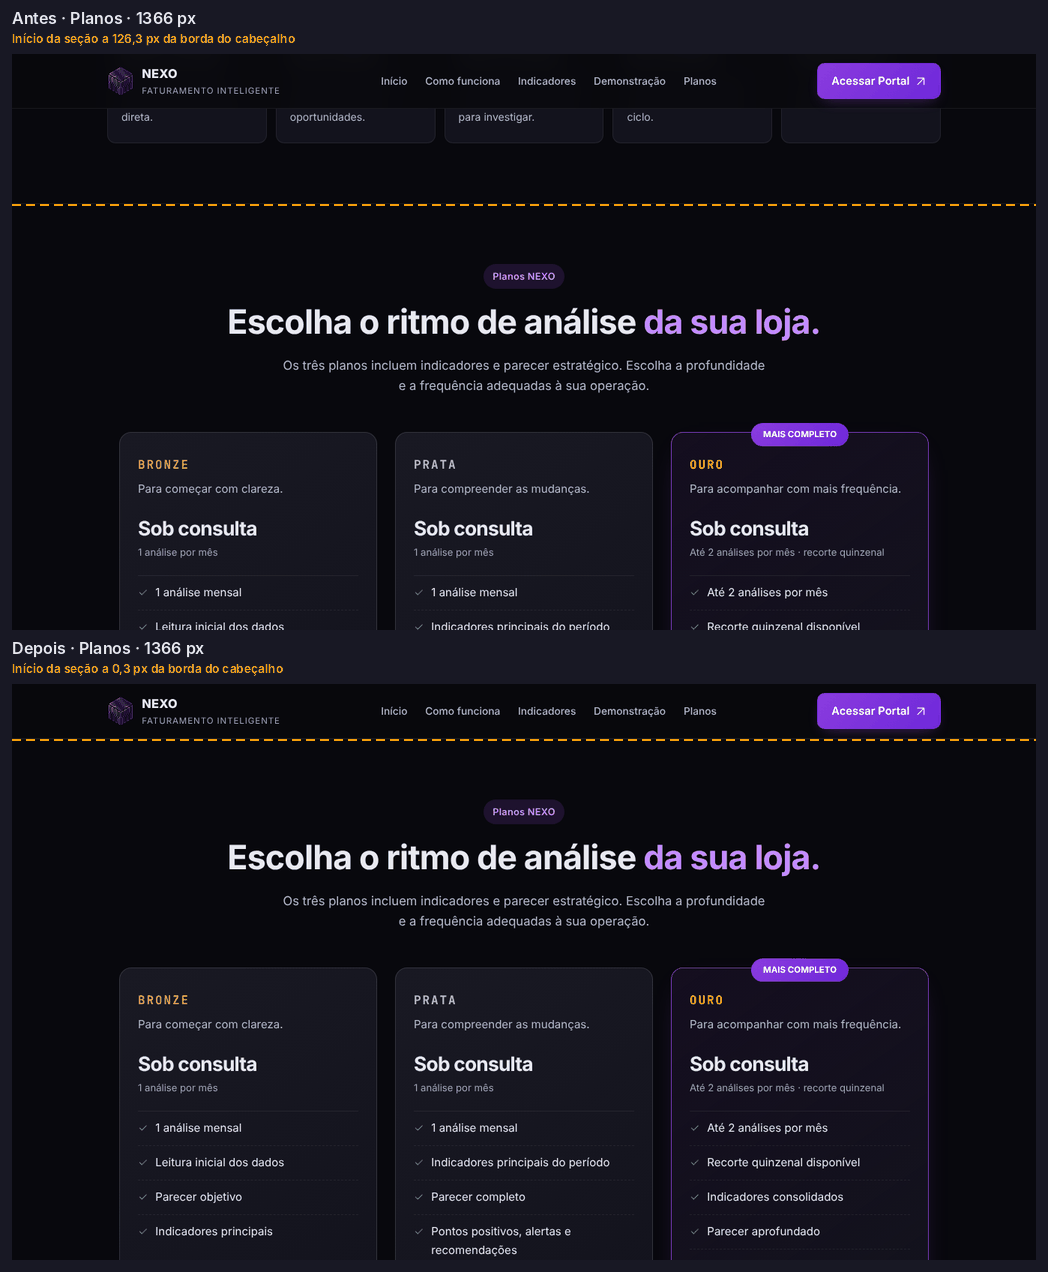 Antes · Planos · 1366 px
Início da seção a 126,3 px da borda do cabeçalho
NEXO
FATURAMENTO INTELIGENTE
Início Como funciona Indicadores Demonstração Planos
Acessar Portal
direta. oportunidades. para investigar. ciclo.
Planos NEXO
Escolha o ritmo de análise da sua loja.
Os três planos incluem indicadores e parecer estratégico. Escolha a profundidade
e a frequência adequadas à sua operação.
BRONZE
Para começar com clareza.
Sob consulta
1 análise por mês
1 análise mensal
Leitura inicial dos dados
PRATA
Para compreender as mudanças.
Sob consulta
1 análise por mês
1 análise mensal
Indicadores principais do período
MAIS COMPLETO
OURO
Para acompanhar com mais frequência.
Sob consulta
Até 2 análises por mês · recorte quinzenal
Até 2 análises por mês
Recorte quinzenal disponível
Depois · Planos · 1366 px
Início da seção a 0,3 px da borda do cabeçalho
NEXO
FATURAMENTO INTELIGENTE
Início Como funciona Indicadores Demonstração Planos
Acessar Portal
Planos NEXO
Escolha o ritmo de análise da sua loja.
Os três planos incluem indicadores e parecer estratégico. Escolha a profundidade
e a frequência adequadas à sua operação.
BRONZE
Para começar com clareza.
Sob consulta
1 análise por mês
1 análise mensal
Leitura inicial dos dados
Parecer objetivo
Indicadores principais
PRATA
Para compreender as mudanças.
Sob consulta
1 análise por mês
1 análise mensal
Indicadores principais do período
Parecer completo
Pontos positivos, alertas e
recomendações
MAIS COMPLETO
OURO
Para acompanhar com mais frequência.
Sob consulta
Até 2 análises por mês · recorte quinzenal
Até 2 análises por mês
Recorte quinzenal disponível
Indicadores consolidados
Parecer aprofundado